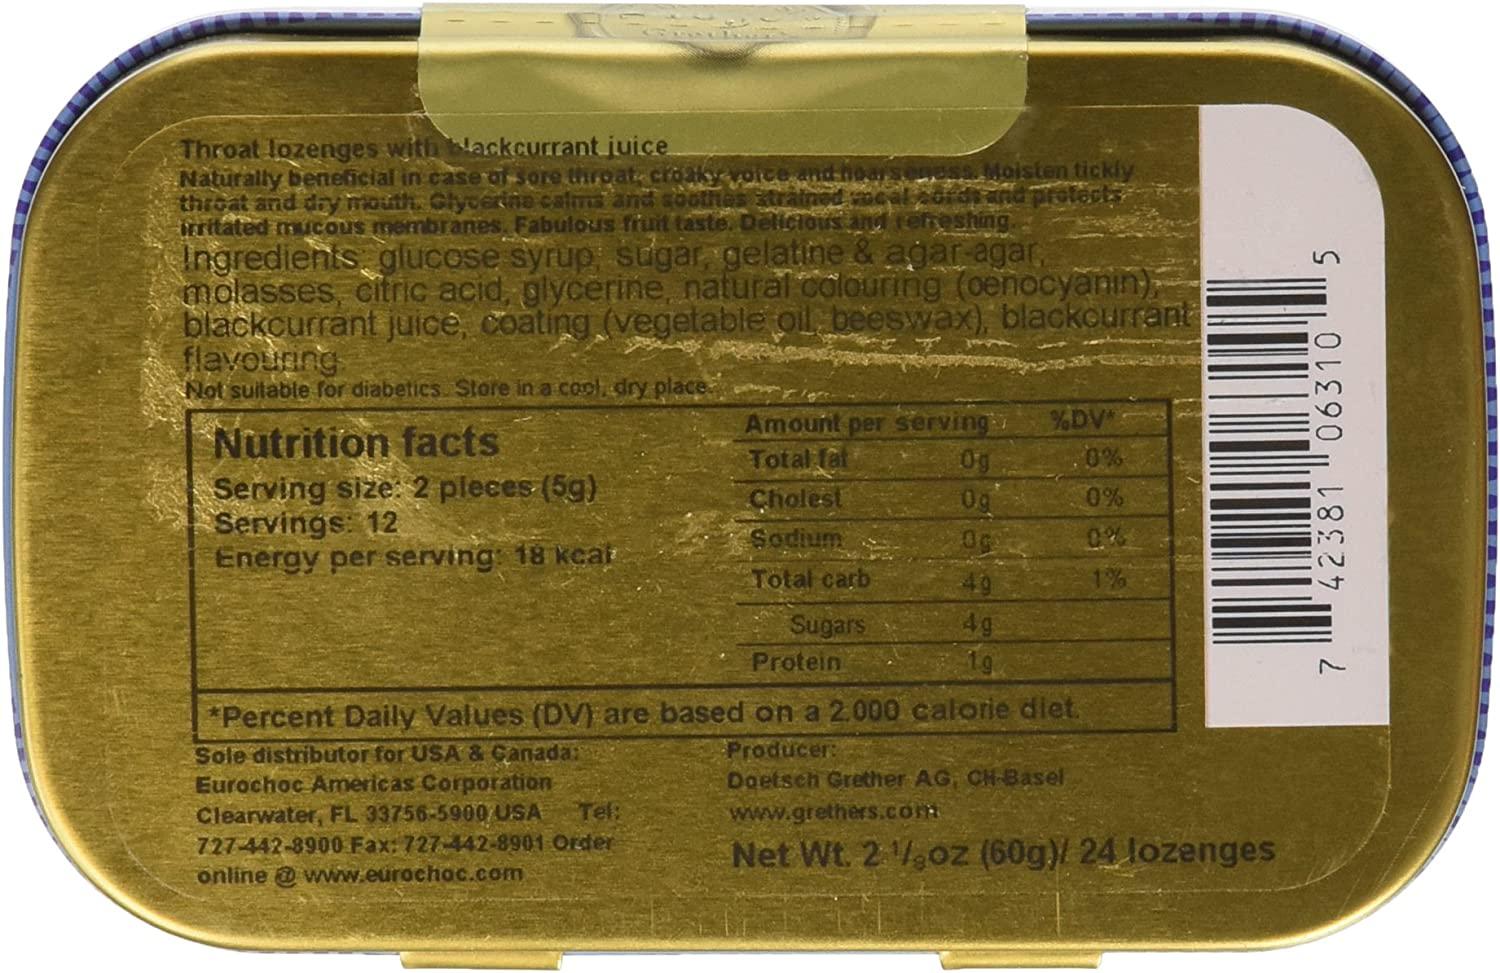 Grethers
Throat lozenges with blackcurrant juice
Naturally beneficial in case of sore throat, croaky voice and hoarseness. Moisten tickly
throat and dry mouth. Glycerine calms and soothes strained vocal cords and protects
irritated mucous membranes. Fabulous fruit taste. Delicious and refreshing.
Ingredients: glucose syrup, sugar, gelatine & agar-agar,
molasses, citric acid, glycerine, natural colouring (oenocyanin),
blackcurrant juice, coating (vegetable oil, beeswax), blackcurrant
flavouring.
Not suitable for diabetics. Store in a cool, dry place.
Nutrition facts
Serving size: 2 pieces (5g)
Servings: 12
Energy per serving: 18 kcal
Amount per serving %DV*
Total fat 0g 0%
Cholest 0g 0%
Sodium 0g 0%
Total carb 4g 1%
Sugars 4g
Protein 1g
*Percent Daily Values (DV) are based on a 2.000 calorie diet.
Sole distributor for USA & Canada:
Eurochoc Americas Corporation
Clearwater, FL 33756-5900 USA Tel:
727-442-8900 Fax: 727-442-8901 Order
online @ www.eurochoc.com
Producer:
Doetsch Grether AG, CH-Basel
www.grethers.com
Net Wt. 2 1/8oz (60g)/ 24 lozenges
7 42381 06310 5